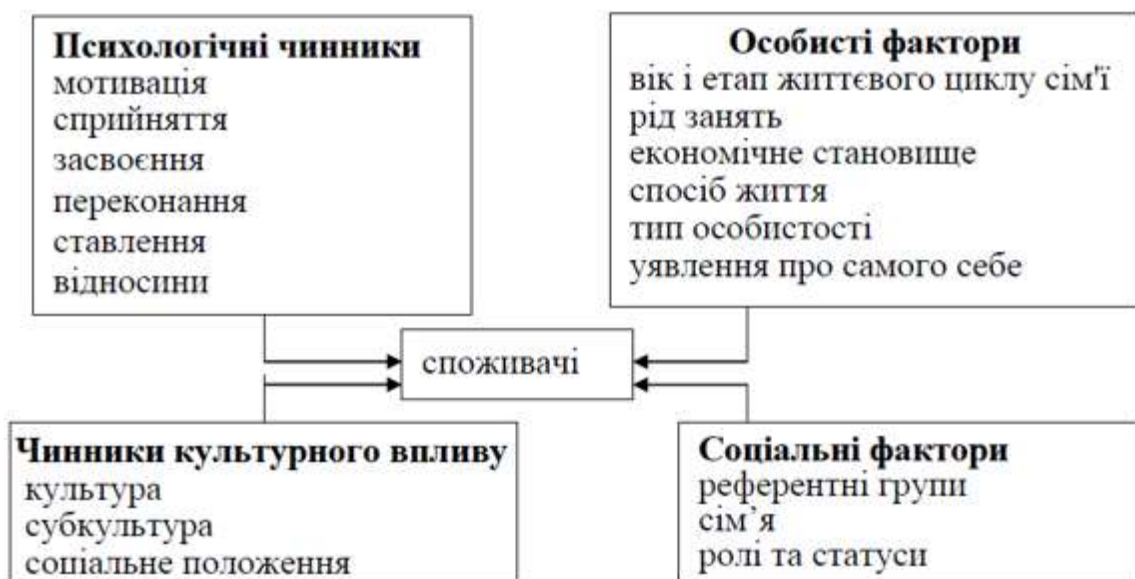 Психологічні чинники
мотивація
сприйняття
засвоєння
переконання
ставлення
відносини
Особисті фактори
вік і етап життєвого циклу сім'ї
рід занять
економічне становище
спосіб життя
тип особистості
уявлення про самого себе
споживачі
Чинники культурного впливу
культура
субкультура
соціальне положення
Соціальні фактори
референтні групи
сім’я
ролі та статуси